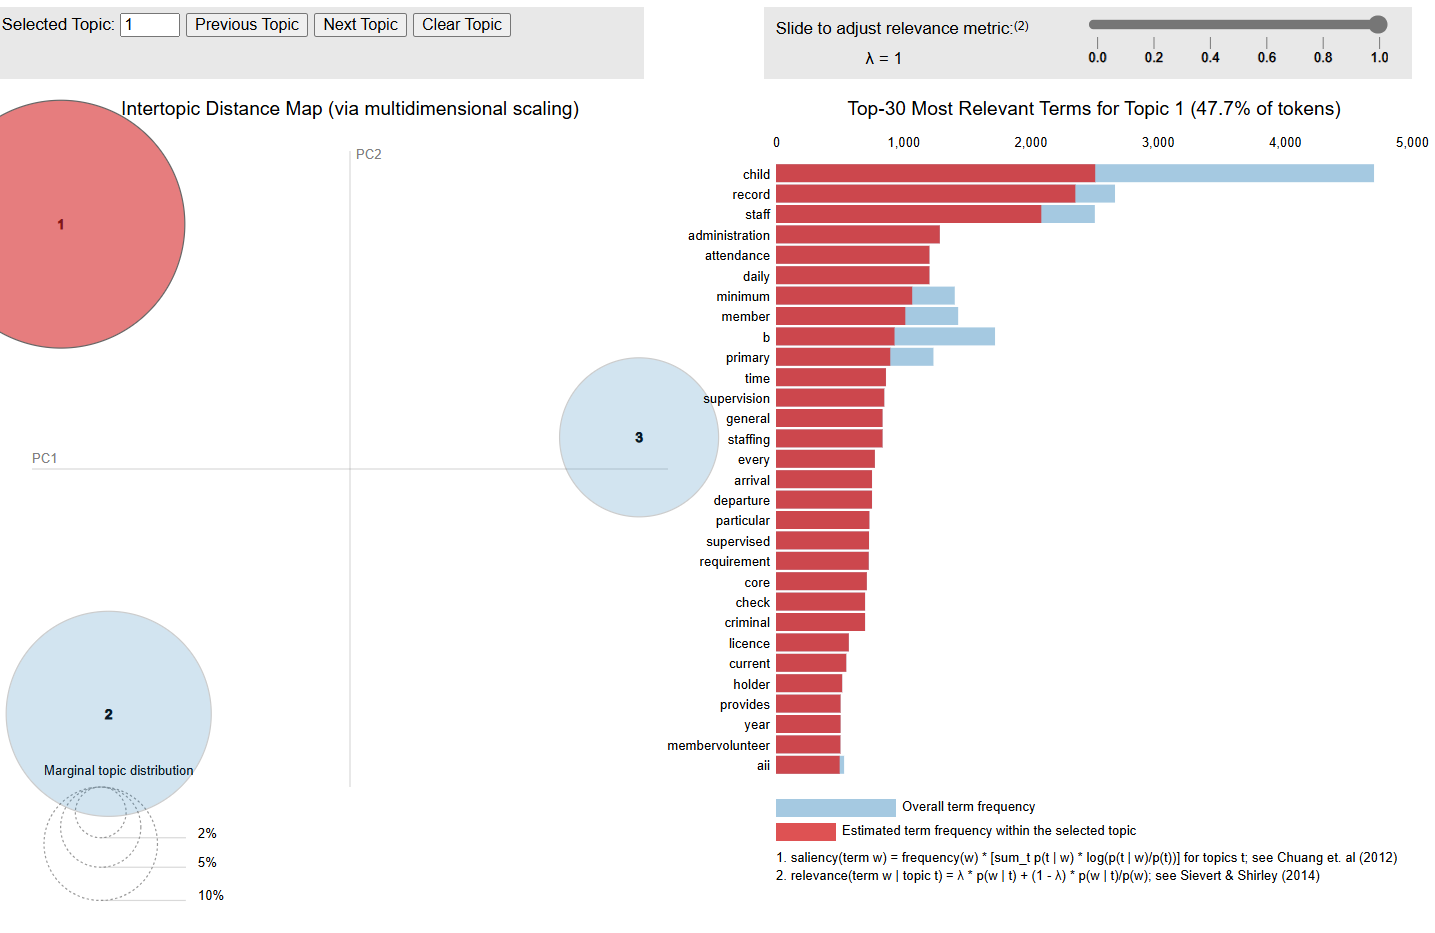 Selected Topic: 1 Previous Topic Next Topic Clear Topic
Slide to adjust relevance metric:(2)
λ = 1
0.0 0.2 0.4 0.6 0.8 1.0
Intertopic Distance Map (via multidimensional scaling)
PC2
PC1
1
3
2
Marginal topic distribution
2%
5%
10%
Top-30 Most Relevant Terms for Topic 1 (47.7% of tokens)
0 1,000 2,000 3,000 4,000 5,000
child
record
staff
administration
attendance
daily
minimum
member
b
primary
time
supervision
general
staffing
every
arrival
departure
particular
supervised
requirement
core
check
criminal
licence
current
holder
provides
year
membervolunteer
aii
Overall term frequency
Estimated term frequency within the selected topic
1. saliency(term w) = frequency(w) * [sum_t p(t | w) * log(p(t | w)/p(t))] for topics t; see Chuang et. al (2012)
2. relevance(term w | topic t) = λ * p(w | t) + (1 - λ) * p(w | t)/p(w); see Sievert & Shirley (2014)